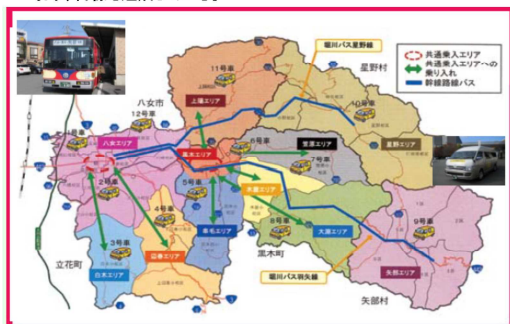 堀川バス星野線
星野村
共通乗入エリア
共通乗入エリアへの
乗り入れ
幹線路線バス
11号車
上陽エリア
八女市
12号車
10号車
1号車
八女エリア
6号車
黒木エリア
笠原エリア
星野エリア
7号車
2号車
5号車
4号車
木屋エリア
串毛エリア
8号車
大淵エリア
9号車
3号車
白木エリア
辺春エリア
立花町
黒木町
堀川バス羽矢線
矢部エリア
矢部村